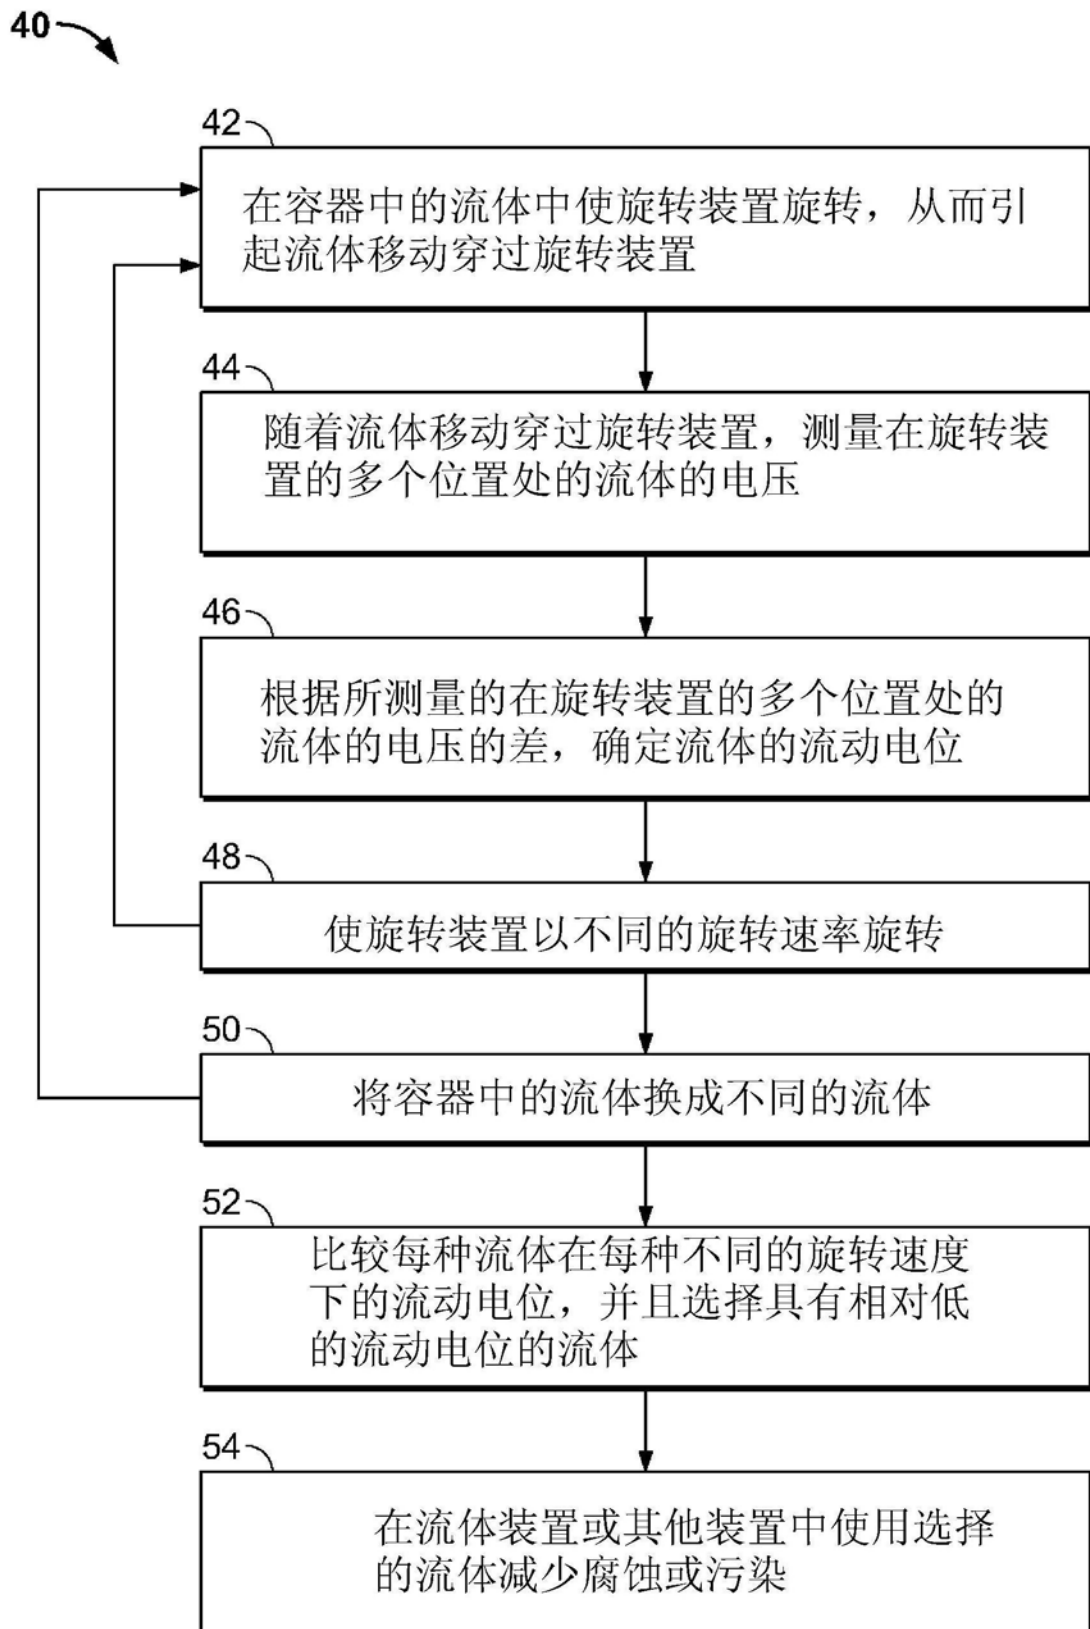 40
42
在容器中的流体中使旋转装置旋转，从而引
起流体移动穿过旋转装置
44
随着流体移动穿过旋转装置，测量在旋转装
置的多个位置处的流体的电压
46
根据所测量的在旋转装置的多个位置处的
流体的电压的差，确定流体的流动电位
48
使旋转装置以不同的旋转速率旋转
50
将容器中的流体换成不同的流体
52
比较每种流体在每种不同的旋转速度
下的流动电位，并且选择具有相对低
的流动电位的流体
54
在流体装置或其他装置中使用选择
的流体减少腐蚀或污染